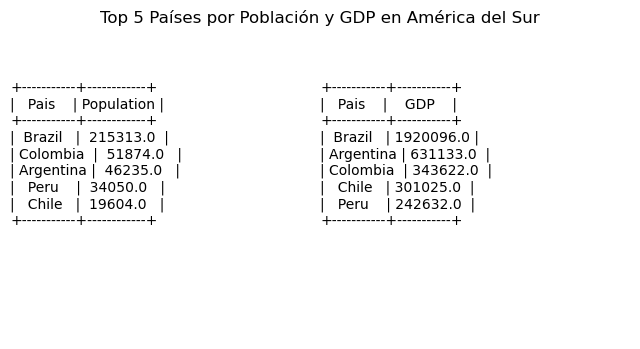 Top 5 Países por Población y GDP en América del Sur
+-----------+------------+
| Pais | Population |
+-----------+------------+
| Brazil | 215313.0 |
| Colombia | 51874.0 |
| Argentina | 46235.0 |
| Peru | 34050.0 |
| Chile | 19604.0 |
+-----------+------------+
+-----------+-----------+
| Pais | GDP |
+-----------+-----------+
| Brazil | 1920096.0 |
| Argentina | 631133.0 |
| Colombia | 343622.0 |
| Chile | 301025.0 |
| Peru | 242632.0 |
+-----------+-----------+